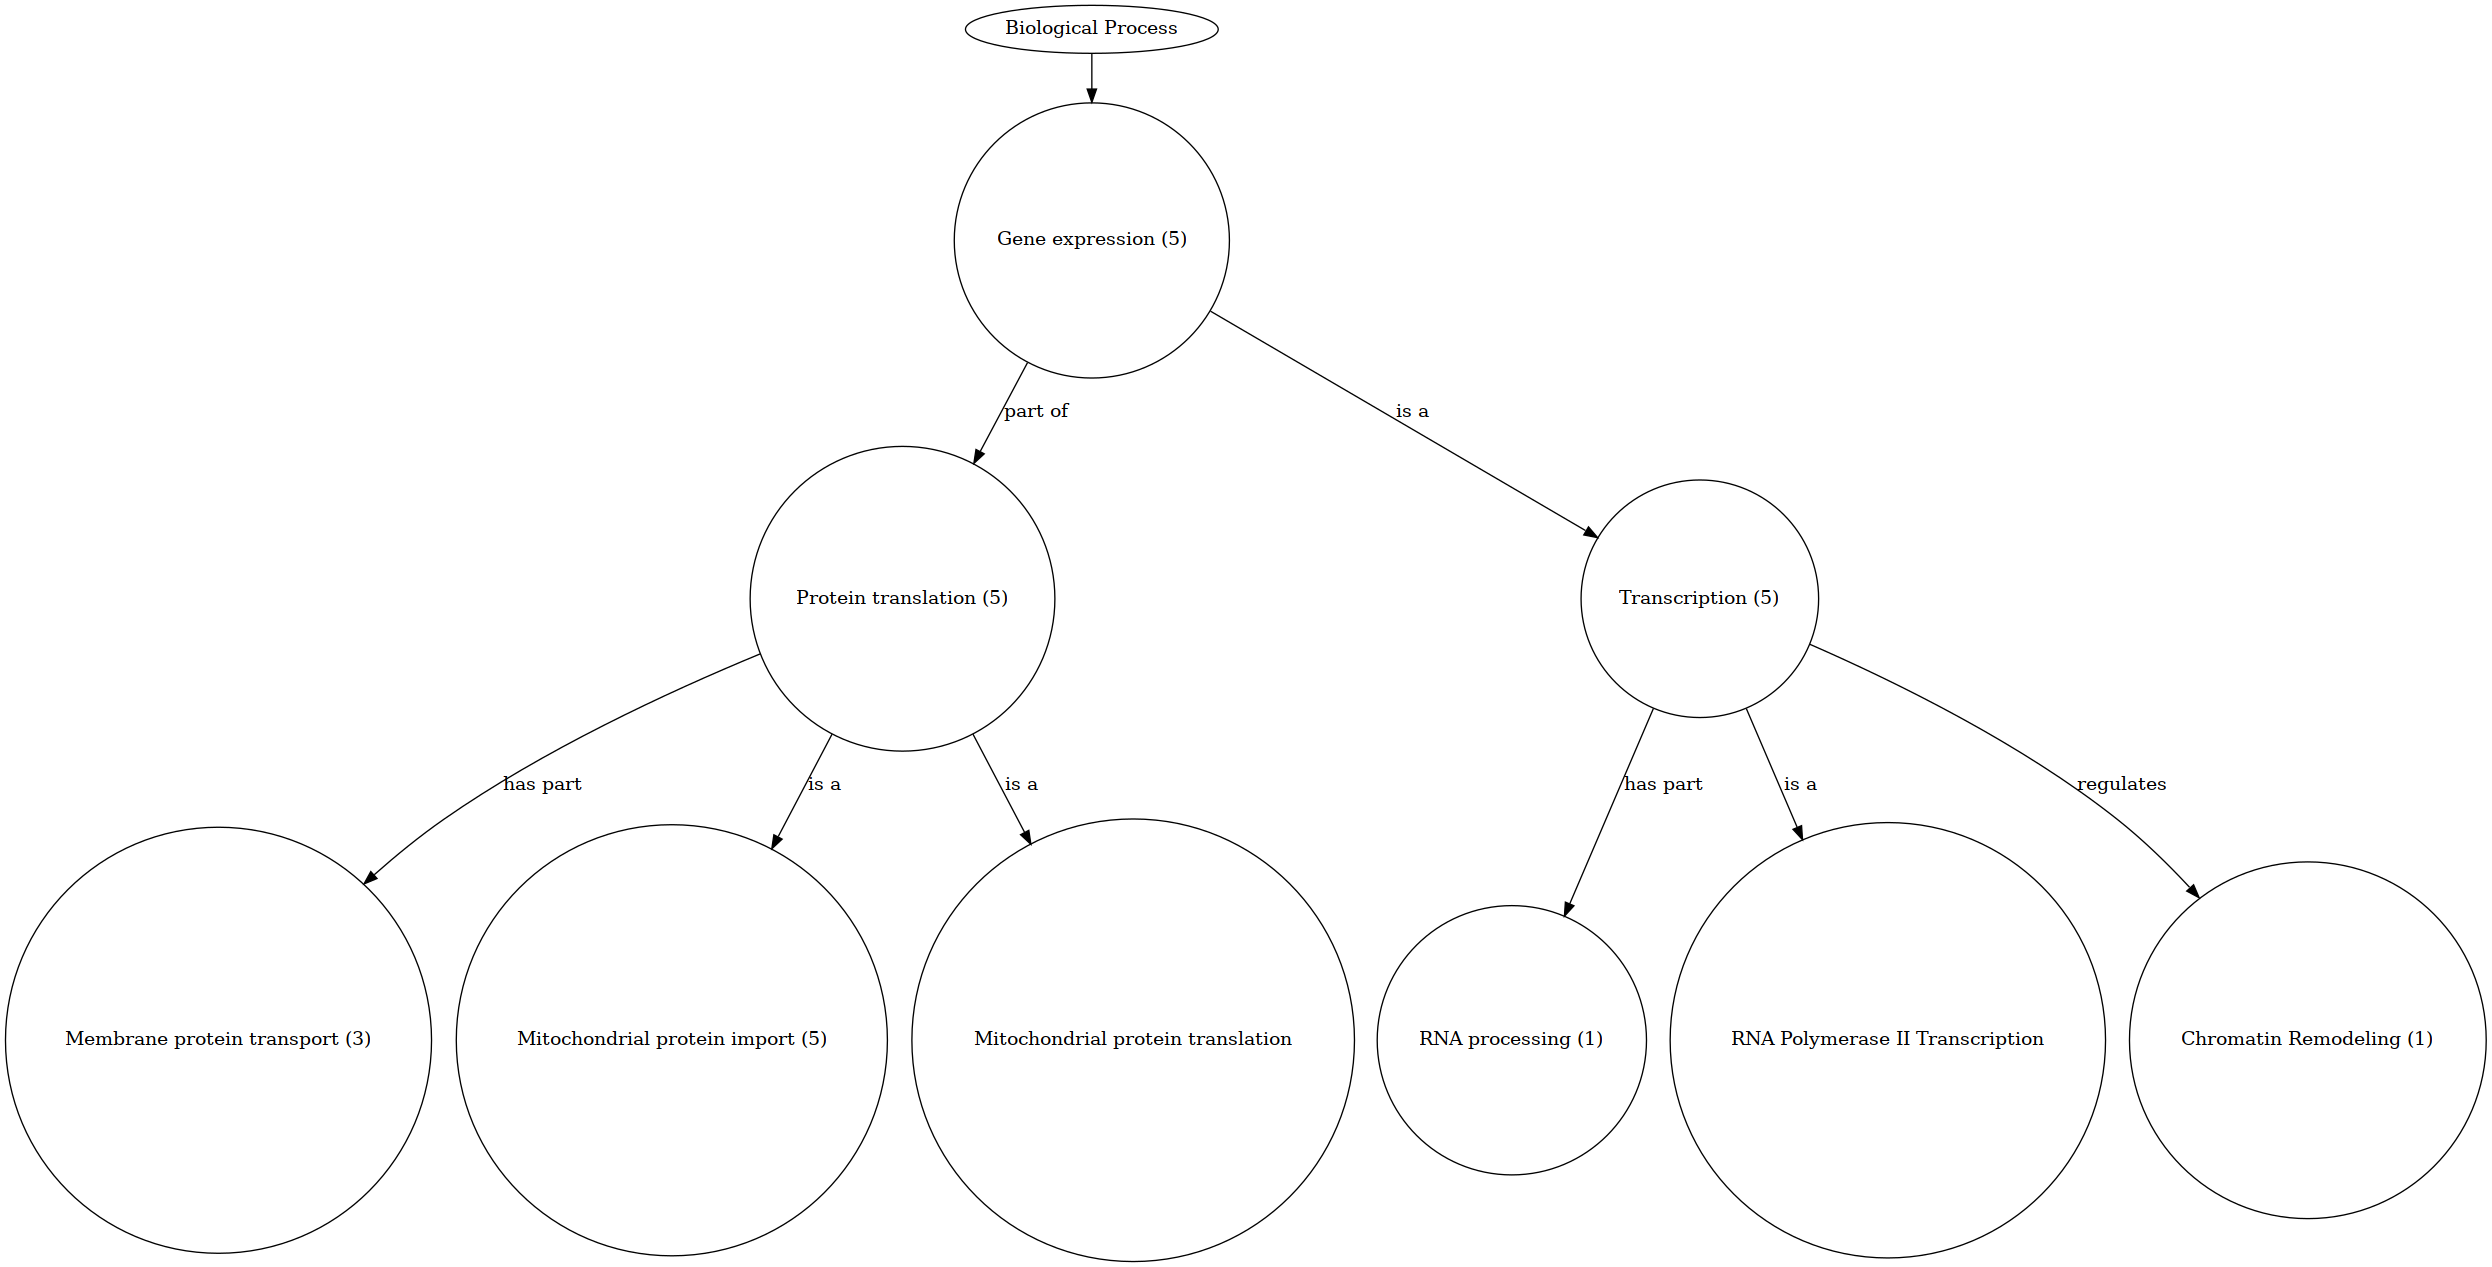 Biological Process
Gene expression (5)
part of
is a
Protein translation (5)
Transcription (5)
has part
is a
is a
has part
is a
regulates
Membrane protein transport (3)
Mitochondrial protein import (5)
Mitochondrial protein translation
RNA processing (1)
RNA Polymerase II Transcription
Chromatin Remodeling (1)